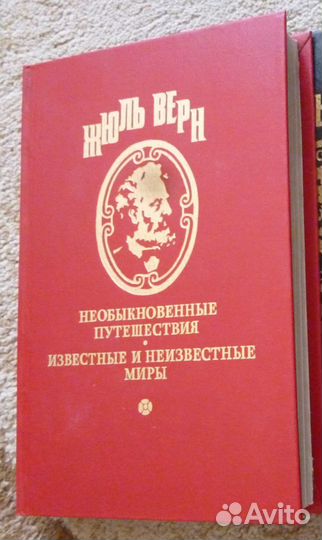 ЖЮЛЬ ВЕРН
НЕОБЫКНОВЕННЫЕ
ПУТЕШЕСТВИЯ
•
ИЗВЕСТНЫЕ И НЕИЗВЕСТНЫЕ
МИРЫ
Avito